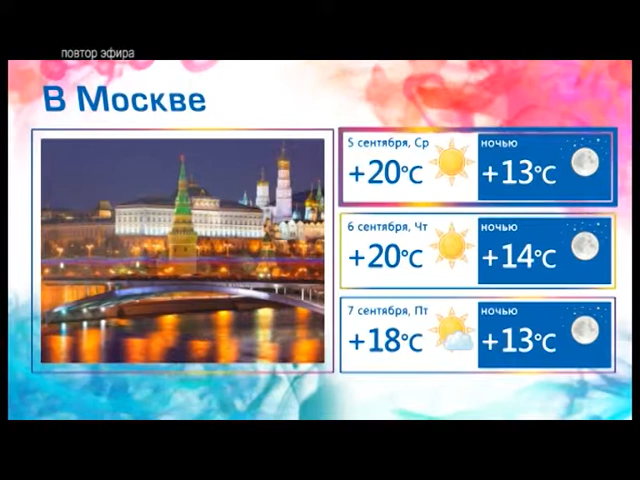 повтор эфира
В Москве
5 сентября, Ср
+20°C
ночью
+13°C
6 сентября, Чт
+20°C
ночью
+14°C
7 сентября, Пт
+18°C
ночью
+13°C